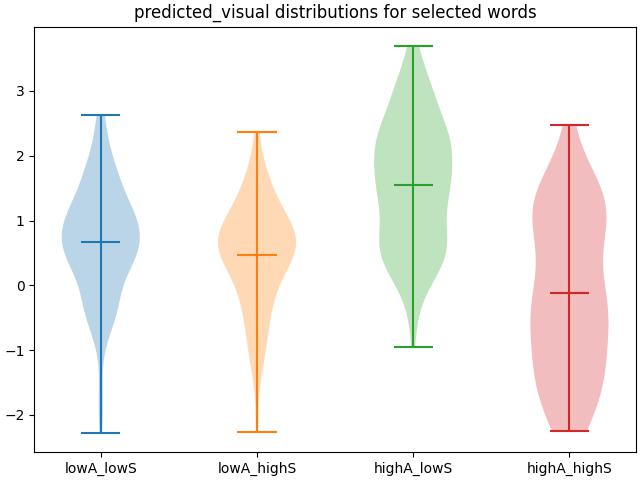 predicted_visual distributions for selected words
3
2
1
0
−1
−2
lowA_lowS
lowA_highS
highA_lowS
highA_highS